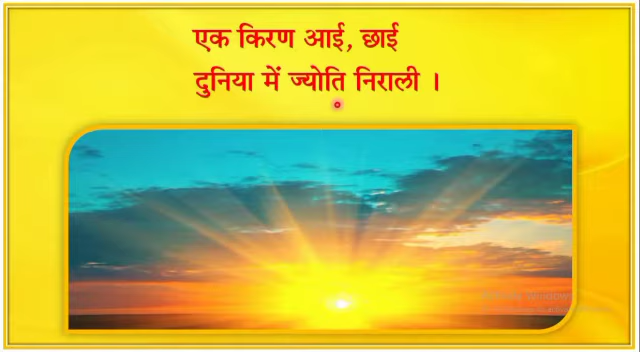 एक किरण आई, छाई
दुनिया में ज्योति निराली ।